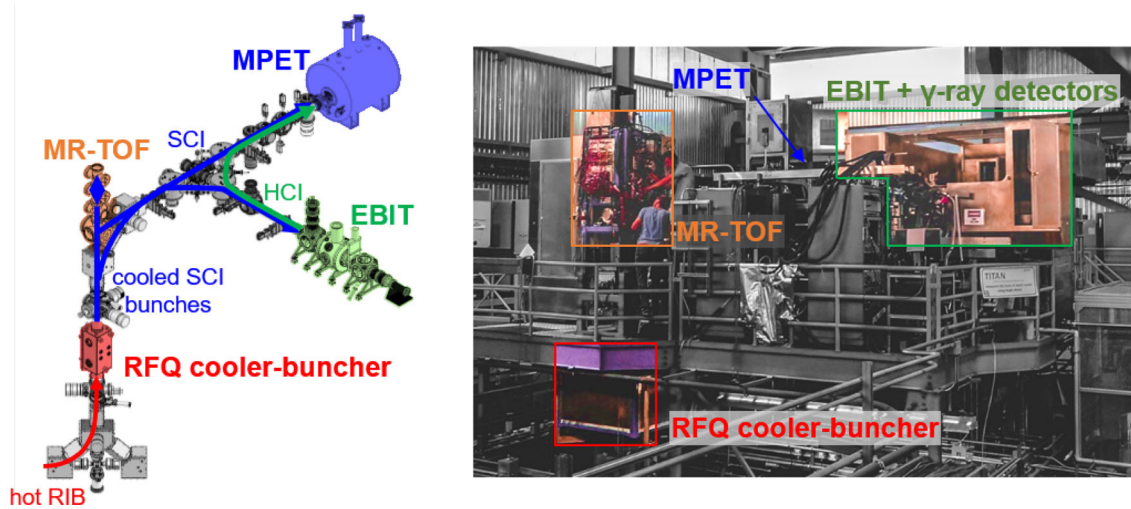 MPET
SCI
MR-TOF
HCI
EBIT
cooled SCI
bunches
RFQ cooler-buncher
hot RIB
MPET
EBIT + γ-ray detectors
MR-TOF
TITAN
RFQ cooler-buncher